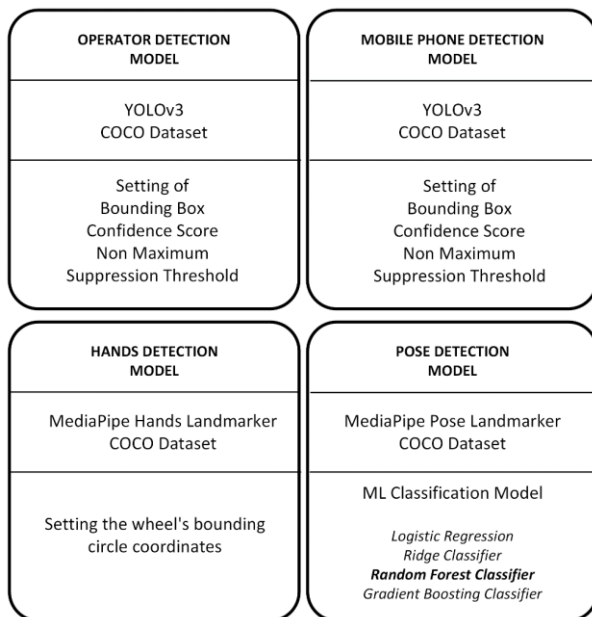 OPERATOR DETECTION
MODEL
YOLOv3
COCO Dataset
Setting of
Bounding Box
Confidence Score
Non Maximum
Suppression Threshold
MOBILE PHONE DETECTION
MODEL
YOLOv3
COCO Dataset
Setting of
Bounding Box
Confidence Score
Non Maximum
Suppression Threshold
HANDS DETECTION
MODEL
MediaPipe Hands Landmarker
COCO Dataset
Setting the wheel's bounding
circle coordinates
POSE DETECTION
MODEL
MediaPipe Pose Landmarker
COCO Dataset
ML Classification Model
Logistic Regression
Ridge Classifier
Random Forest Classifier
Gradient Boosting Classifier